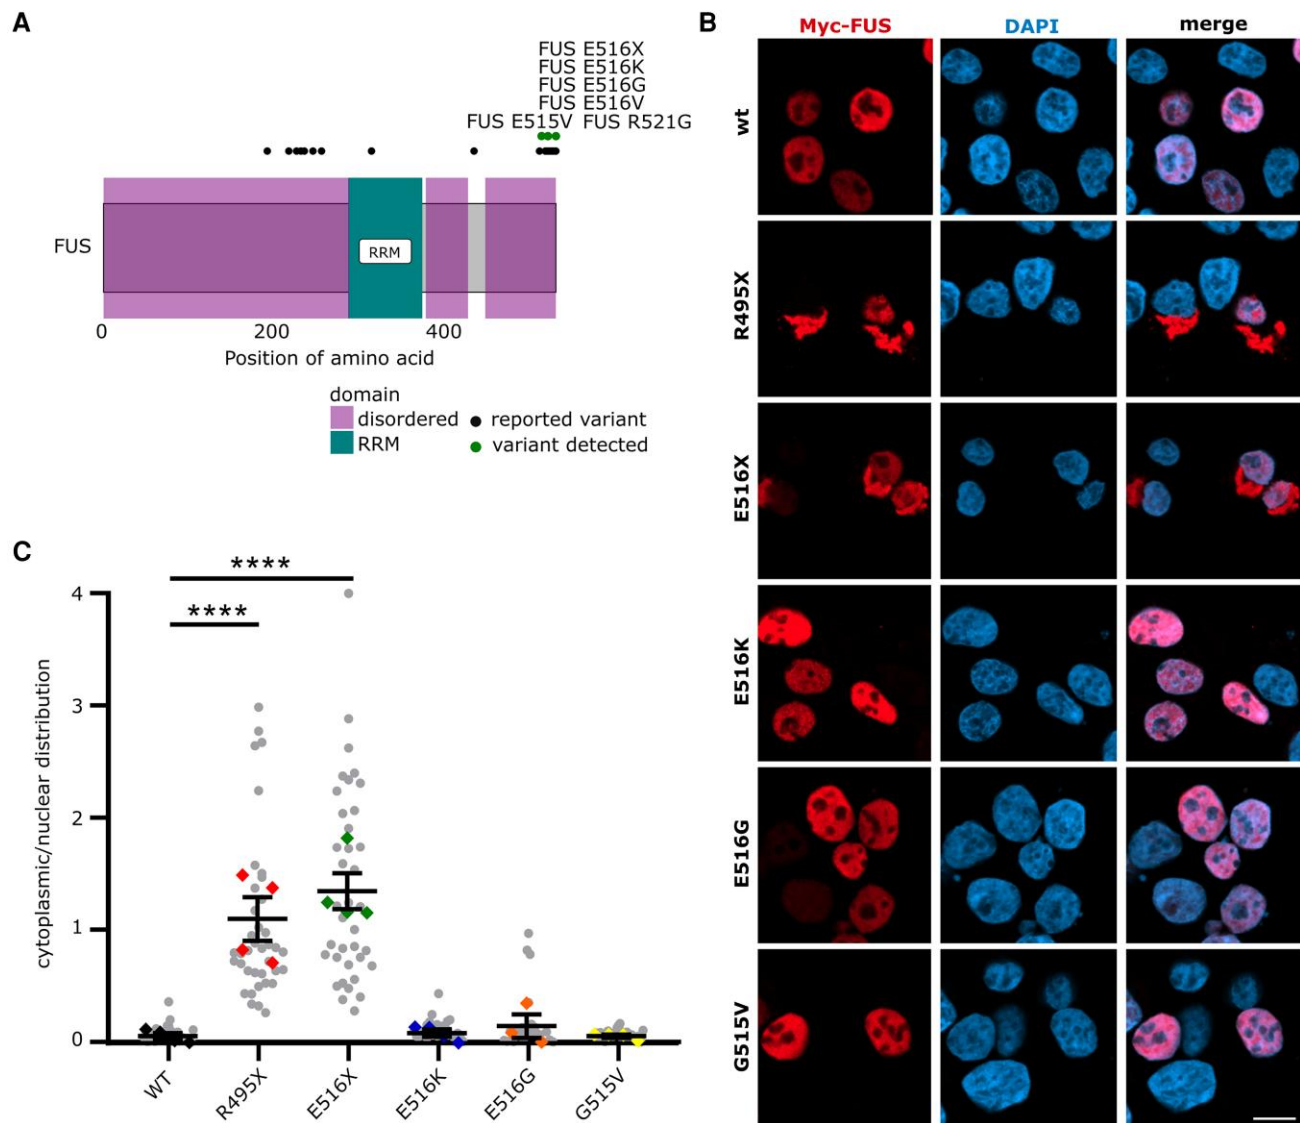 A
FUS E516X
FUS E516K
FUS E516G
FUS E516V
FUS E515V FUS R521G
FUS
RRM
0 200 400
Position of amino acid
domain
disordered
RRM
reported variant
variant detected
B
Myc-FUS DAPI merge
wt
R495X
E516X
E516K
E516G
G515V
C
****
****
4
3
2
1
0
cytoplasmic/nuclear distribution
WT R495X E516X E516K E516G G515V